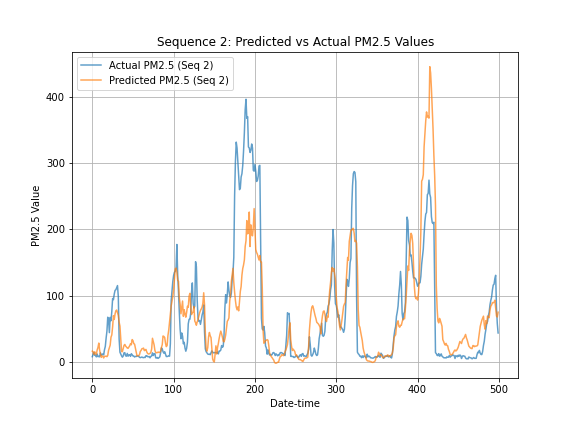 Sequence 2: Predicted vs Actual PM2.5 Values
Actual PM2.5 (Seq 2)
Predicted PM2.5 (Seq 2)
PM2.5 Value
400
300
200
100
0
0 100 200 300 400 500
Date-time